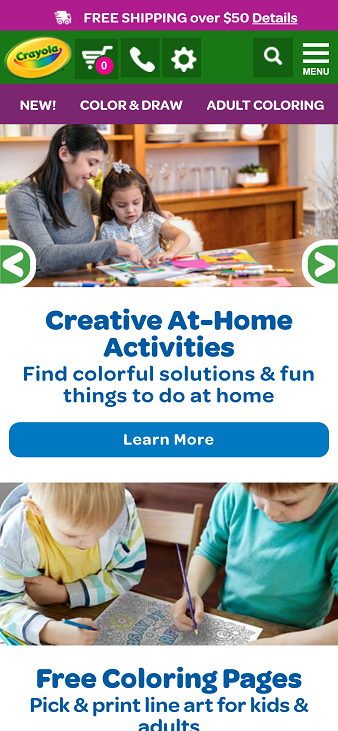 FREE SHIPPING over $50 Details
Crayola
0
MENU
NEW!
COLOR & DRAW
ADULT COLORING
<
>
Creative At-Home
Activities
Find colorful solutions & fun
things to do at home
Learn More
Free Coloring Pages
Pick & print line art for kids &
adults